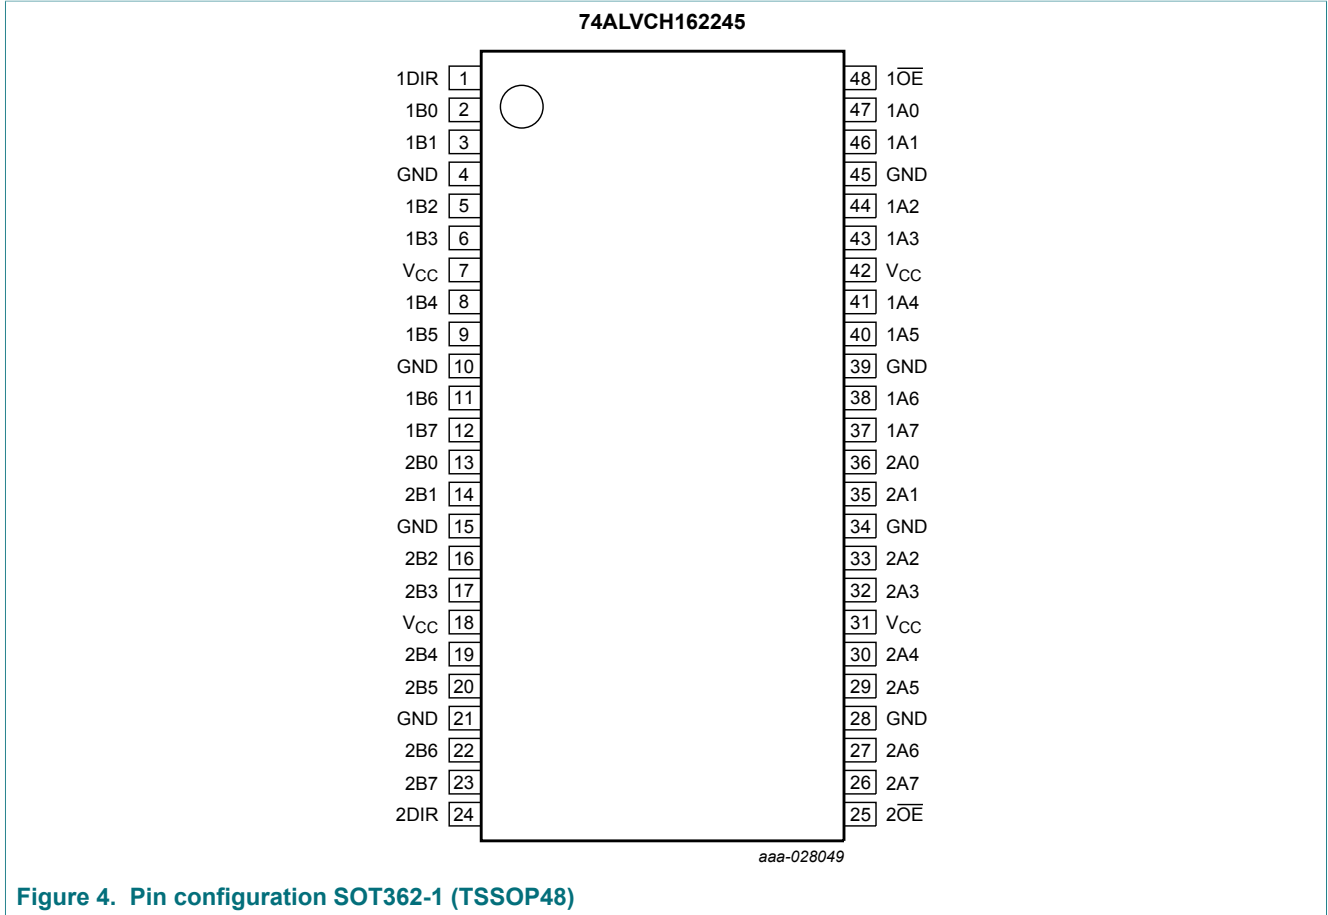 74ALVCH162245
1DIR 1 48 1OE
1B0 2 47 1A0
1B1 3 46 1A1
GND 4 45 GND
1B2 5 44 1A2
1B3 6 43 1A3
VCC 7 42 VCC
1B4 8 41 1A4
1B5 9 40 1A5
GND 10 39 GND
1B6 11 38 1A6
1B7 12 37 1A7
2B0 13 36 2A0
2B1 14 35 2A1
GND 15 34 GND
2B2 16 33 2A2
2B3 17 32 2A3
VCC 18 31 VCC
2B4 19 30 2A4
2B5 20 29 2A5
GND 21 28 GND
2B6 22 27 2A6
2B7 23 26 2A7
2DIR 24 25 2OE
aaa-028049
Figure 4. Pin configuration SOT362-1 (TSSOP48)